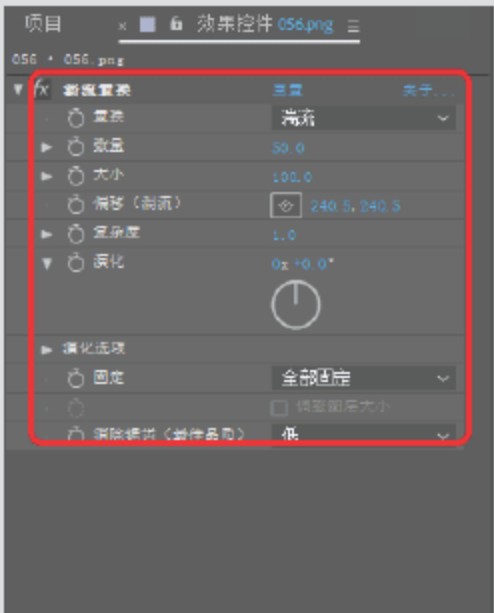 项目 × 效果控件 056.png ☰
056 • 056.png
fx 湍流置换 重置 关于...
置换 湍流
数量 50.0
大小 100.0
偏移（湍流） 240.5,240.5
复杂度 1.0
演化 0x+0.0°
演化选项
固定 全部固定
调整图层大小
消除锯齿（最佳品质） 低